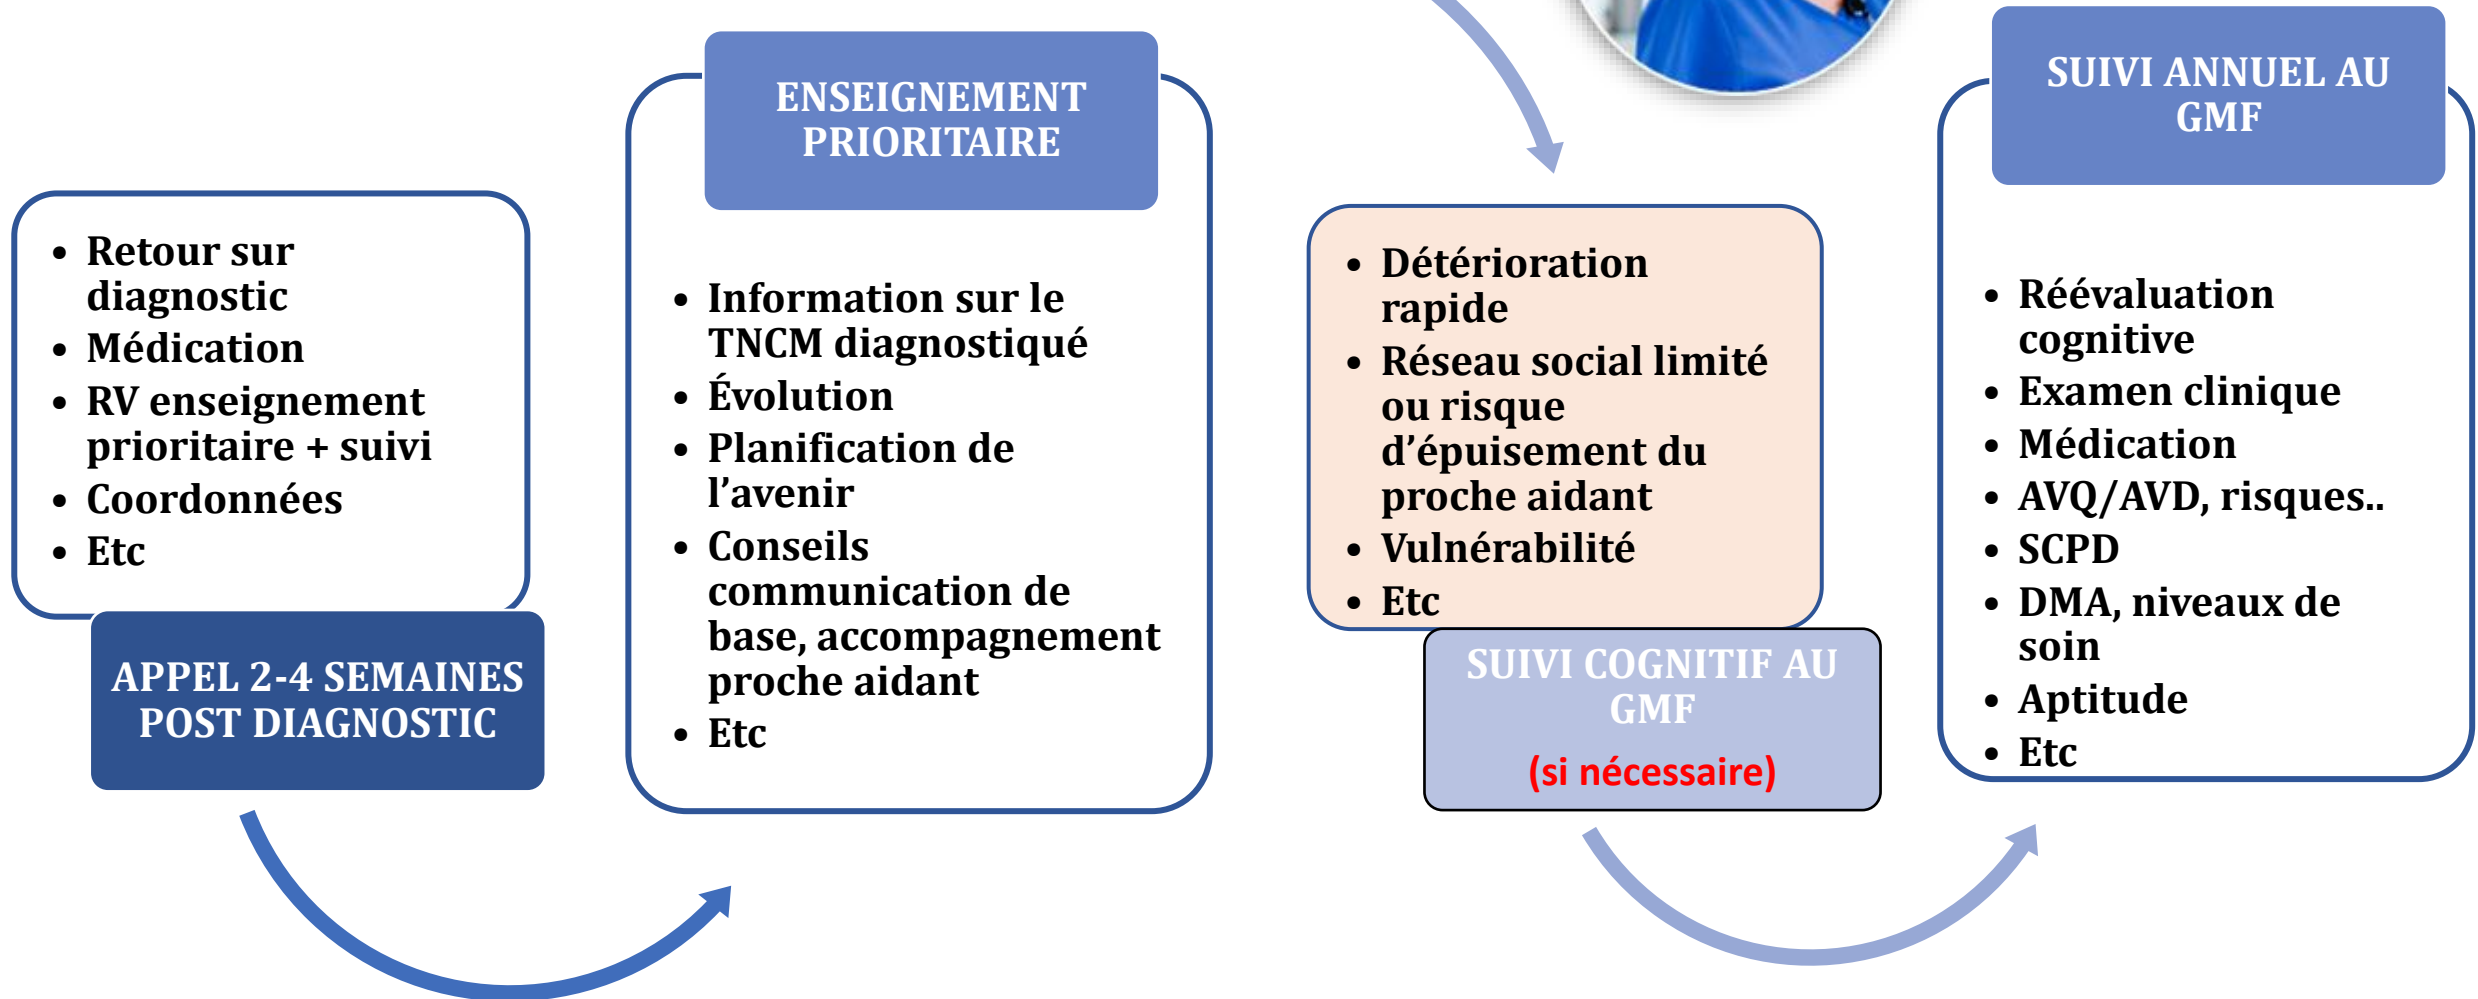 • Retour sur
diagnostic
• Médication
• RV enseignement
prioritaire + suivi
• Coordonnées
• Etc
APPEL 2-4 SEMAINES
POST DIAGNOSTIC
ENSEIGNEMENT
PRIORITAIRE
• Information sur le
TNCM diagnostiqué
• Évolution
• Planification de
l’avenir
• Conseils
communication de
base, accompagnement
proche aidant
• Etc
• Détérioration
rapide
• Réseau social limité
ou risque
d’épuisement du
proche aidant
• Vulnérabilité
• Etc
SUIVI COGNITIF AU
GMF
(si nécessaire)
SUIVI ANNUEL AU
GMF
• Réévaluation
cognitive
• Examen clinique
• Médication
• AVQ/AVD, risques..
• SCPD
• DMA, niveaux de
soin
• Aptitude
• Etc